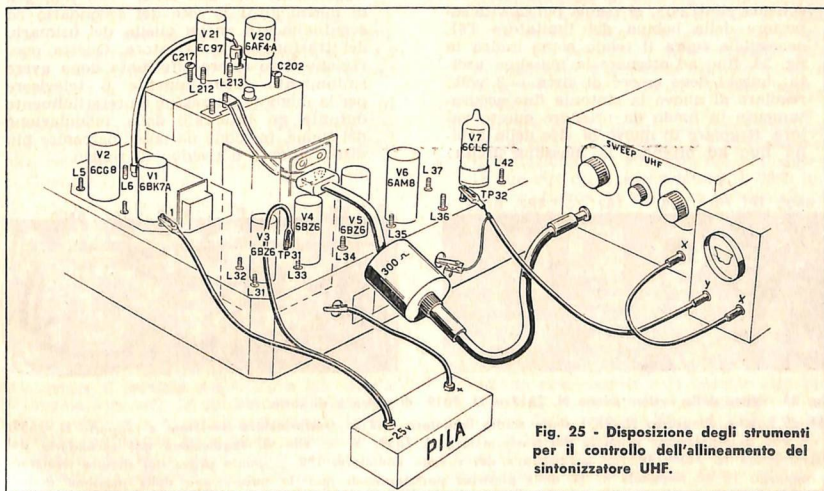 V21
EC97
V20
6AF4-A
C217
L212
L213
C202
V2
6CG8
L5
L6
V1
6BK7A
1
V7
6CL6
L42
TP32
V6
6AM8
L37
L36
L35
V5
6BZ6
L34
V4
6BZ6
L33
TP31
V3
6BZ6
L32
L31
300 Ω
SWEEP UHF
x
y
x
-25V
+
PILA
Fig. 25 - Disposizione degli strumenti
per il controllo dell'allineamento del
sintonizzatore UHF.